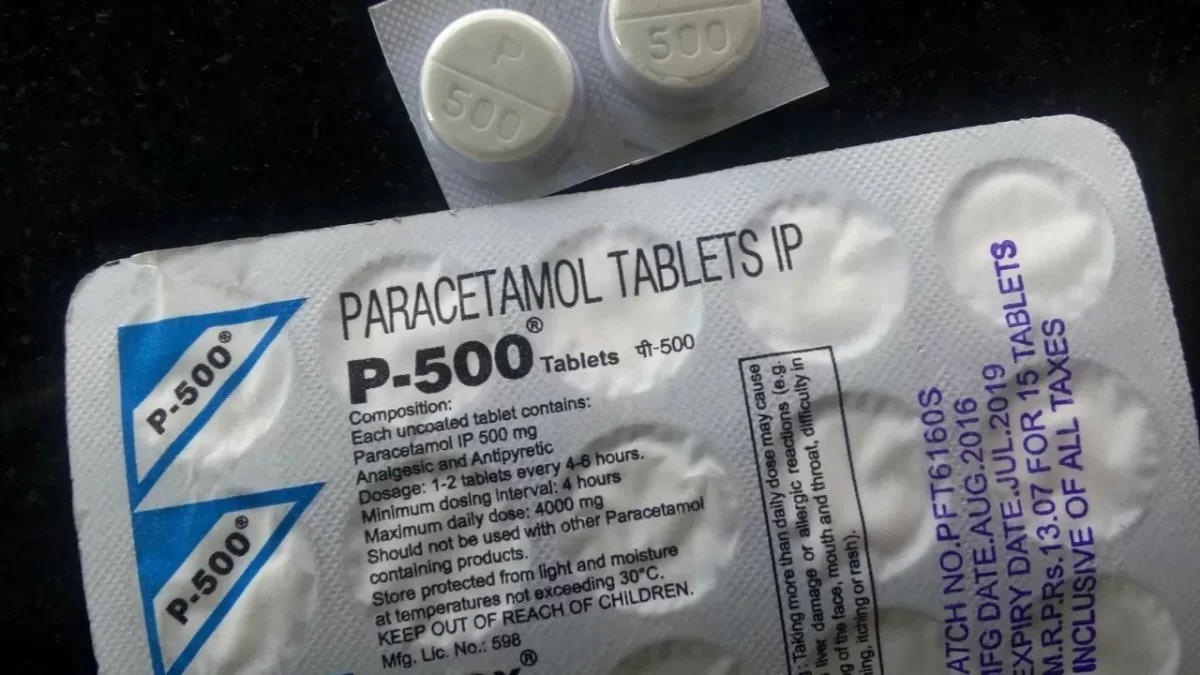 P
500
500
PARACETAMOL TABLETS IP
P-500® Tablets पी-500
Composition:
Each uncoated tablet contains:
Paracetamol IP 500 mg
Analgesic and Antipyretic
Dosage: 1-2 tablets every 4-6 hours.
Minimum dosing interval: 4 hours
Maximum daily dose: 4000 mg
Should not be used with other Paracetamol
containing products.
Store protected from light and moisture
at temperatures not exceeding 30°C.
KEEP OUT OF REACH OF CHILDREN.
Mfg. Lic. No.: 598
®
P-500®
P-500®
: Taking more than daily dose may cause
liver damage or allergic reactions (e.g.
of the face, mouth and throat, difficulty in
itching or rash).
ATCH NO.PFT6160S
MFG DATE.AUG.2016
EXPIRY DATE.JUL.2019
M.R.P.Rs.13.07 FOR 15 TABLETS
INCLUSIVE OF ALL TAXES